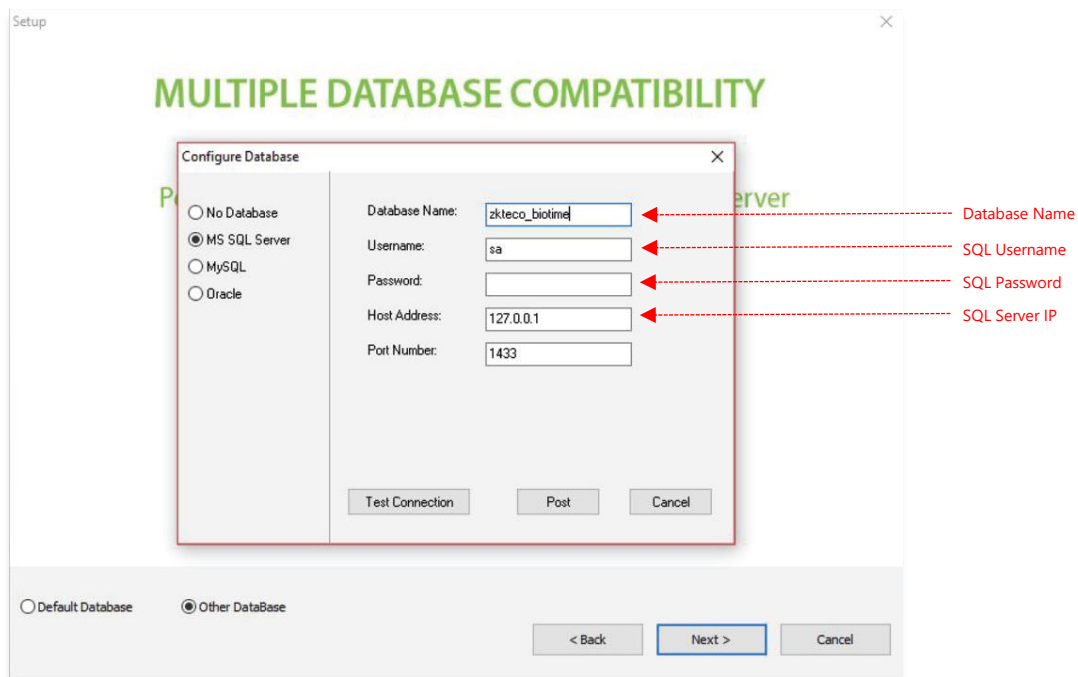 Setup
MULTIPLE DATABASE COMPATIBILITY
Configure Database
erver
No Database
MS SQL Server
MySQL
Oracle
Database Name: zkteco_biotime
Username: sa
Password:
Host Address: 127.0.0.1
Port Number: 1433
Database Name
SQL Username
SQL Password
SQL Server IP
Test Connection Post Cancel
Default Database Other DataBase
< Back Next > Cancel